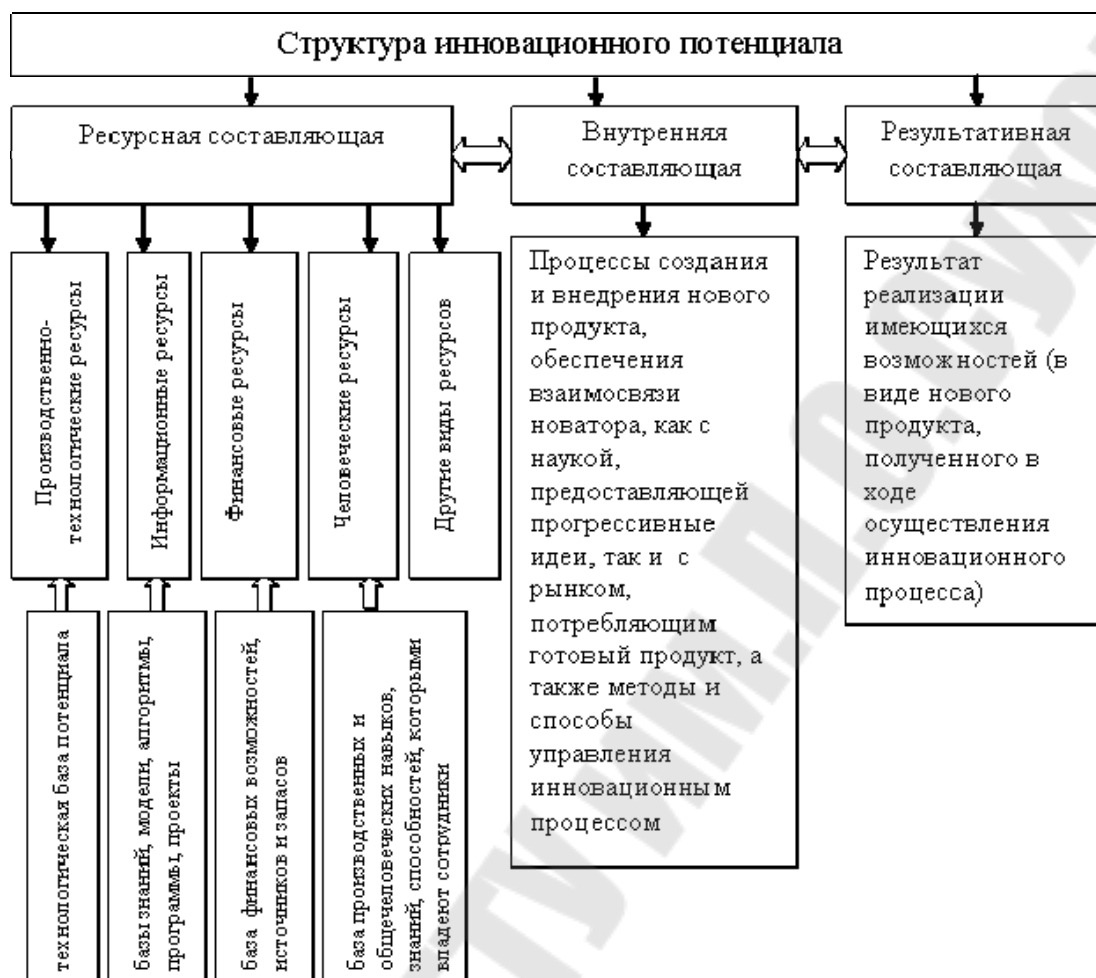 Структура инновационного потенциала
Ресурсная составляющая
Внутренняя
составляющая
Результативная
составляющая
Производственно-
технологические ресурсы
Информационные ресурсы
Финансовые ресурсы
Человеческие ресурсы
Другие виды ресурсов
технологическая база потенциала
базы знаний, модели, алгоритмы,
программы, проекты
база финансовых возможностей,
источников и запасов
база производственных и
общечеловеческих навыков,
знаний, способностей, которыми
владеют сотрудники
Процессы создания
и внедрения нового
продукта,
обеспечения
взаимосвязи
новатора, как с
наукой,
предоставляющей
прогрессивные
идеи, так и с
рынком,
потребляющим
готовый продукт, а
также методы и
способы
управления
инновационным
процессом
Результат
реализации
имеющихся
возможностей (в
виде нового
продукта,
полученного в
ходе
осуществления
инновационного
процесса)